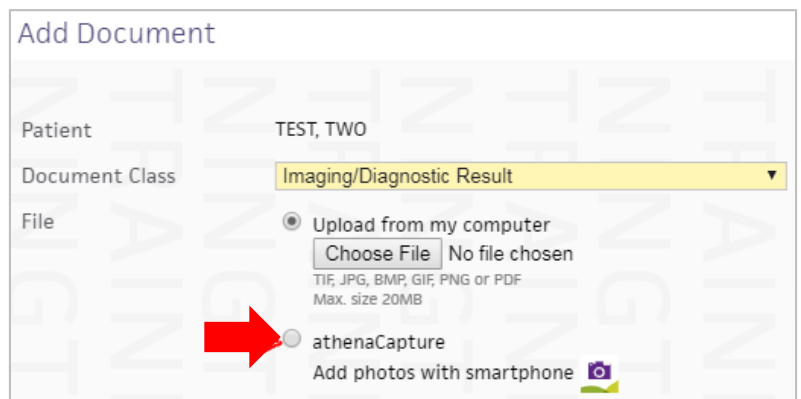 Add Document
Patient TEST, TWO
Document Class Imaging/Diagnostic Result
File Upload from my computer
Choose File No file chosen
TIF, JPG, BMP, GIF, PNG or PDF
Max. size 20MB
athenaCapture
Add photos with smartphone